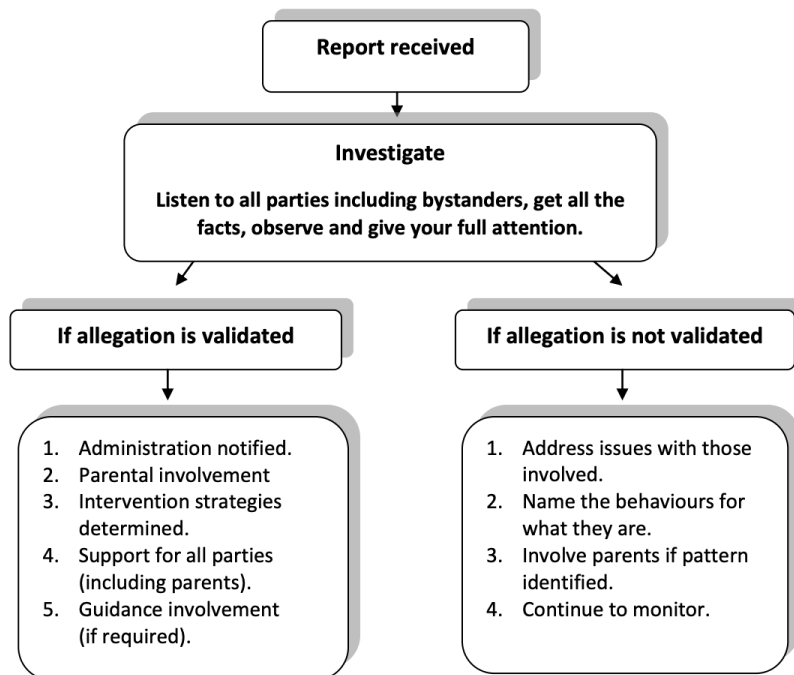 Report received
Investigate
Listen to all parties including bystanders, get all the
facts, observe and give your full attention.
If allegation is validated
If allegation is not validated
1. Administration notified.
2. Parental involvement
3. Intervention strategies
determined.
4. Support for all parties
(including parents).
5. Guidance involvement
(if required).
1. Address issues with those
involved.
2. Name the behaviours for
what they are.
3. Involve parents if pattern
identified.
4. Continue to monitor.